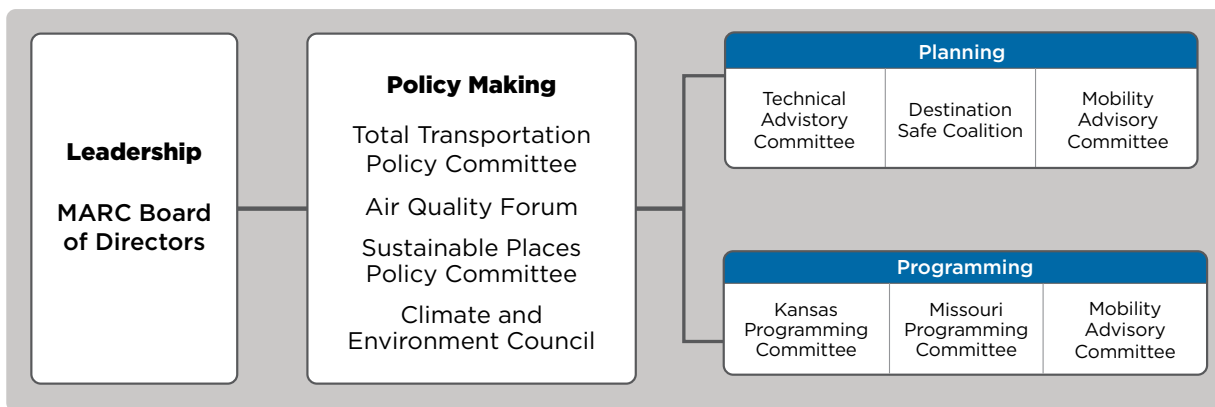 Leadership
MARC Board
of Directors
Policy Making
Total Transportation
Policy Committee
Air Quality Forum
Sustainable Places
Policy Committee
Climate and
Environment Council
Planning
Technical
Advistory
Committee
Destination
Safe Coalition
Mobility
Advisory
Committee
Programming
Kansas
Programming
Committee
Missouri
Programming
Committee
Mobility
Advisory
Committee